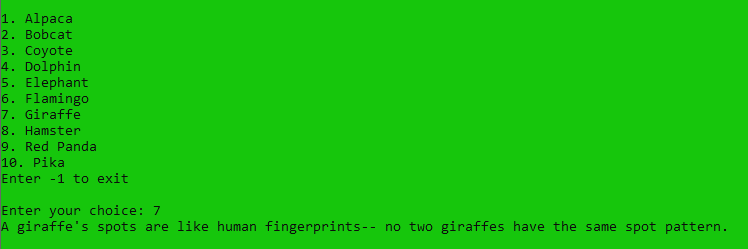 1. Alpaca
2. Bobcat
3. Coyote
4. Dolphin
5. Elephant
6. Flamingo
7. Giraffe
8. Hamster
9. Red Panda
10. Pika
Enter -1 to exit
Enter your choice: 7
A giraffe's spots are like human fingerprints-- no two giraffes have the same spot pattern.